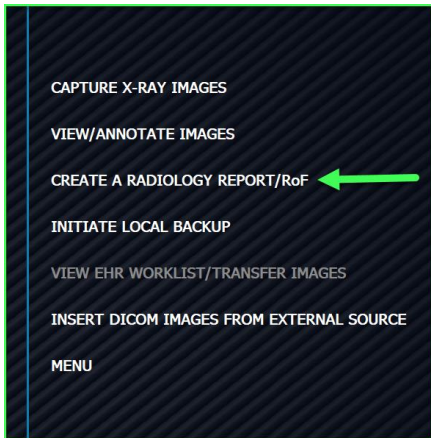 CAPTURE X-RAY IMAGES
VIEW/ANNOTATE IMAGES
CREATE A RADIOLOGY REPORT/RoF
INITIATE LOCAL BACKUP
VIEW EHR WORKLIST/TRANSFER IMAGES
INSERT DICOM IMAGES FROM EXTERNAL SOURCE
MENU